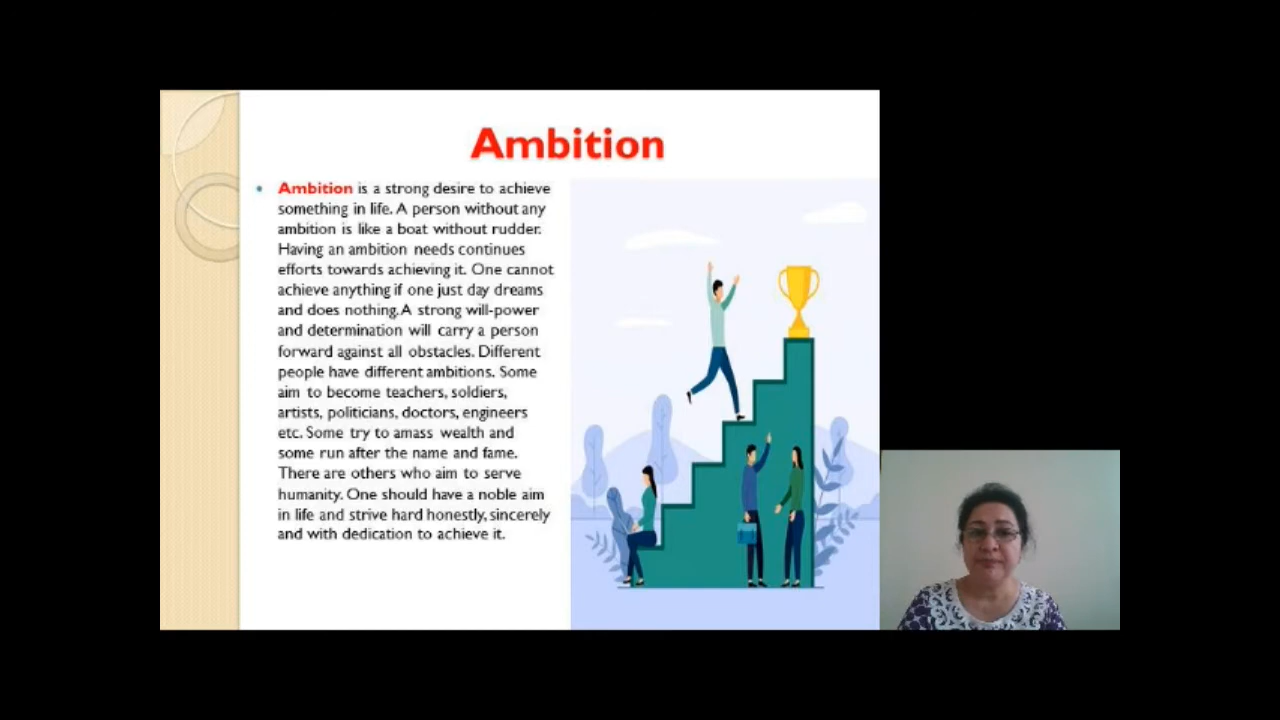 Ambition
Ambition is a strong desire to achieve
something in life. A person without any
ambition is like a boat without rudder.
Having an ambition needs continues
efforts towards achieving it. One cannot
achieve anything if one just day dreams
and does nothing. A strong will-power
and determination will carry a person
forward against all obstacles. Different
people have different ambitions. Some
aim to become teachers, soldiers,
artists, politicians, doctors, engineers
etc. Some try to amass wealth and
some run after the name and fame.
There are others who aim to serve
humanity. One should have a noble aim
in life and strive hard honestly, sincerely
and with dedication to achieve it.